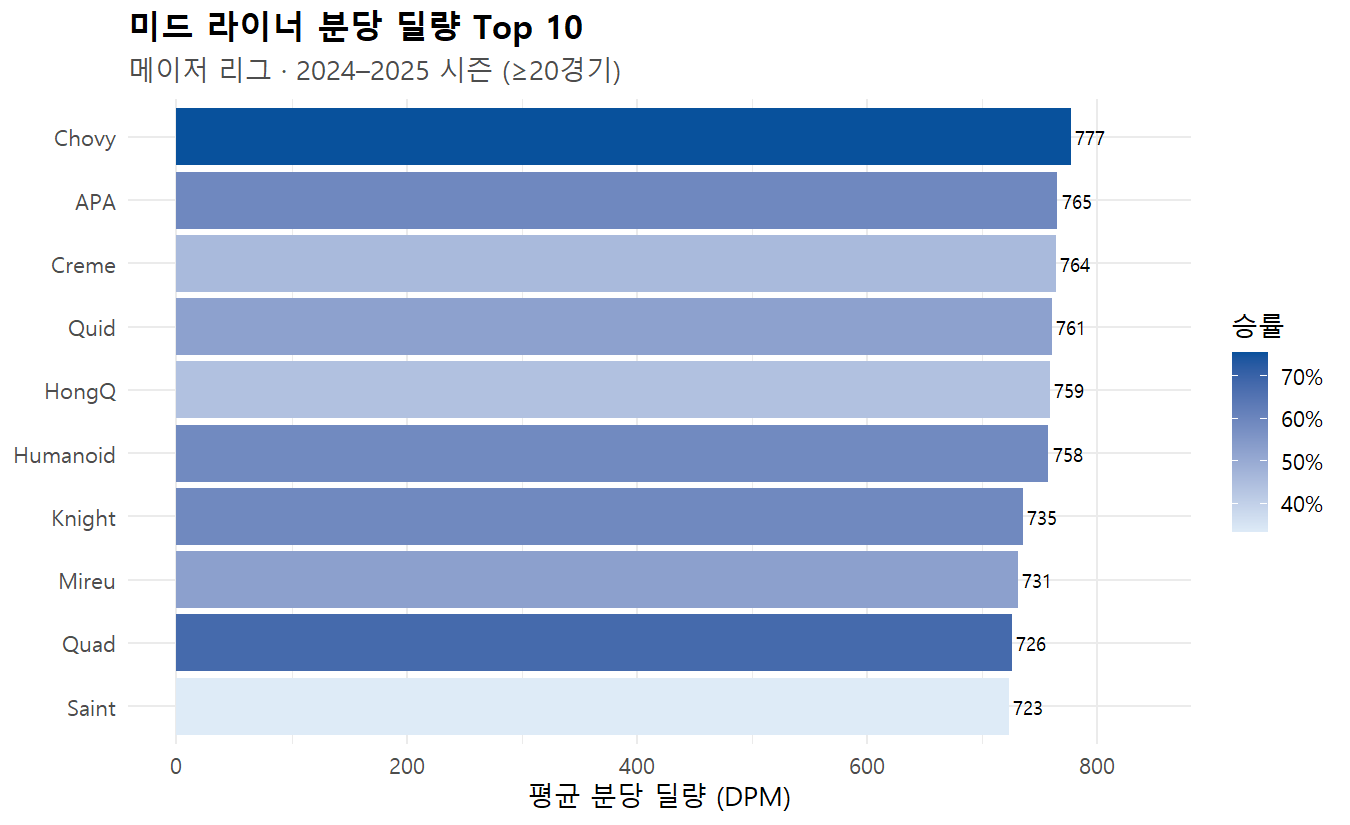 미드 라이너 분당 딜량 Top 10
메이저 리그 · 2024–2025 시즌 (≥20경기)
Chovy 777
APA 765
Creme 764
Quid 761
HongQ 759
Humanoid 758
Knight 735
Mireu 731
Quad 726
Saint 723
0 200 400 600 800
평균 분당 딜량 (DPM)
승률
70%
60%
50%
40%